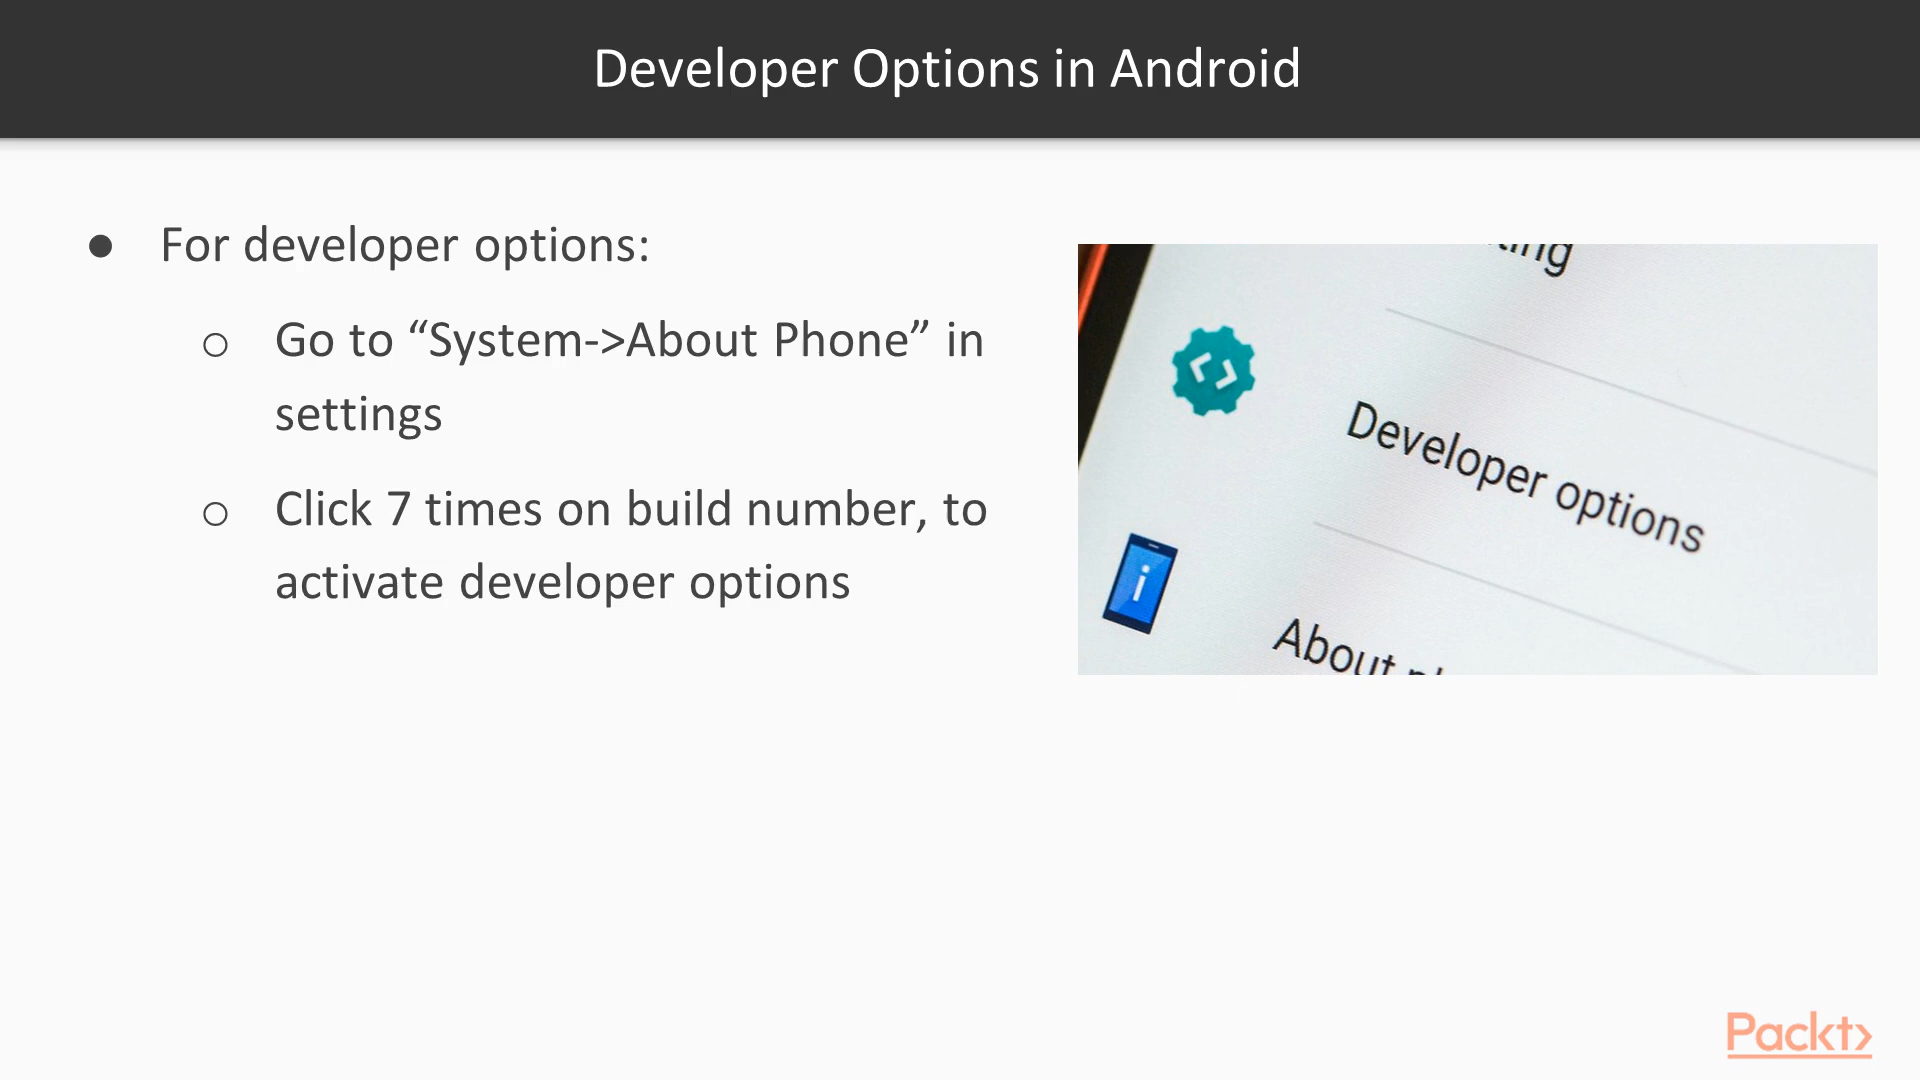 Developer Options in Android
● For developer options:
○ Go to “System->About Phone” in
settings
○ Click 7 times on build number, to
activate developer options
Developer options
About
Packt>